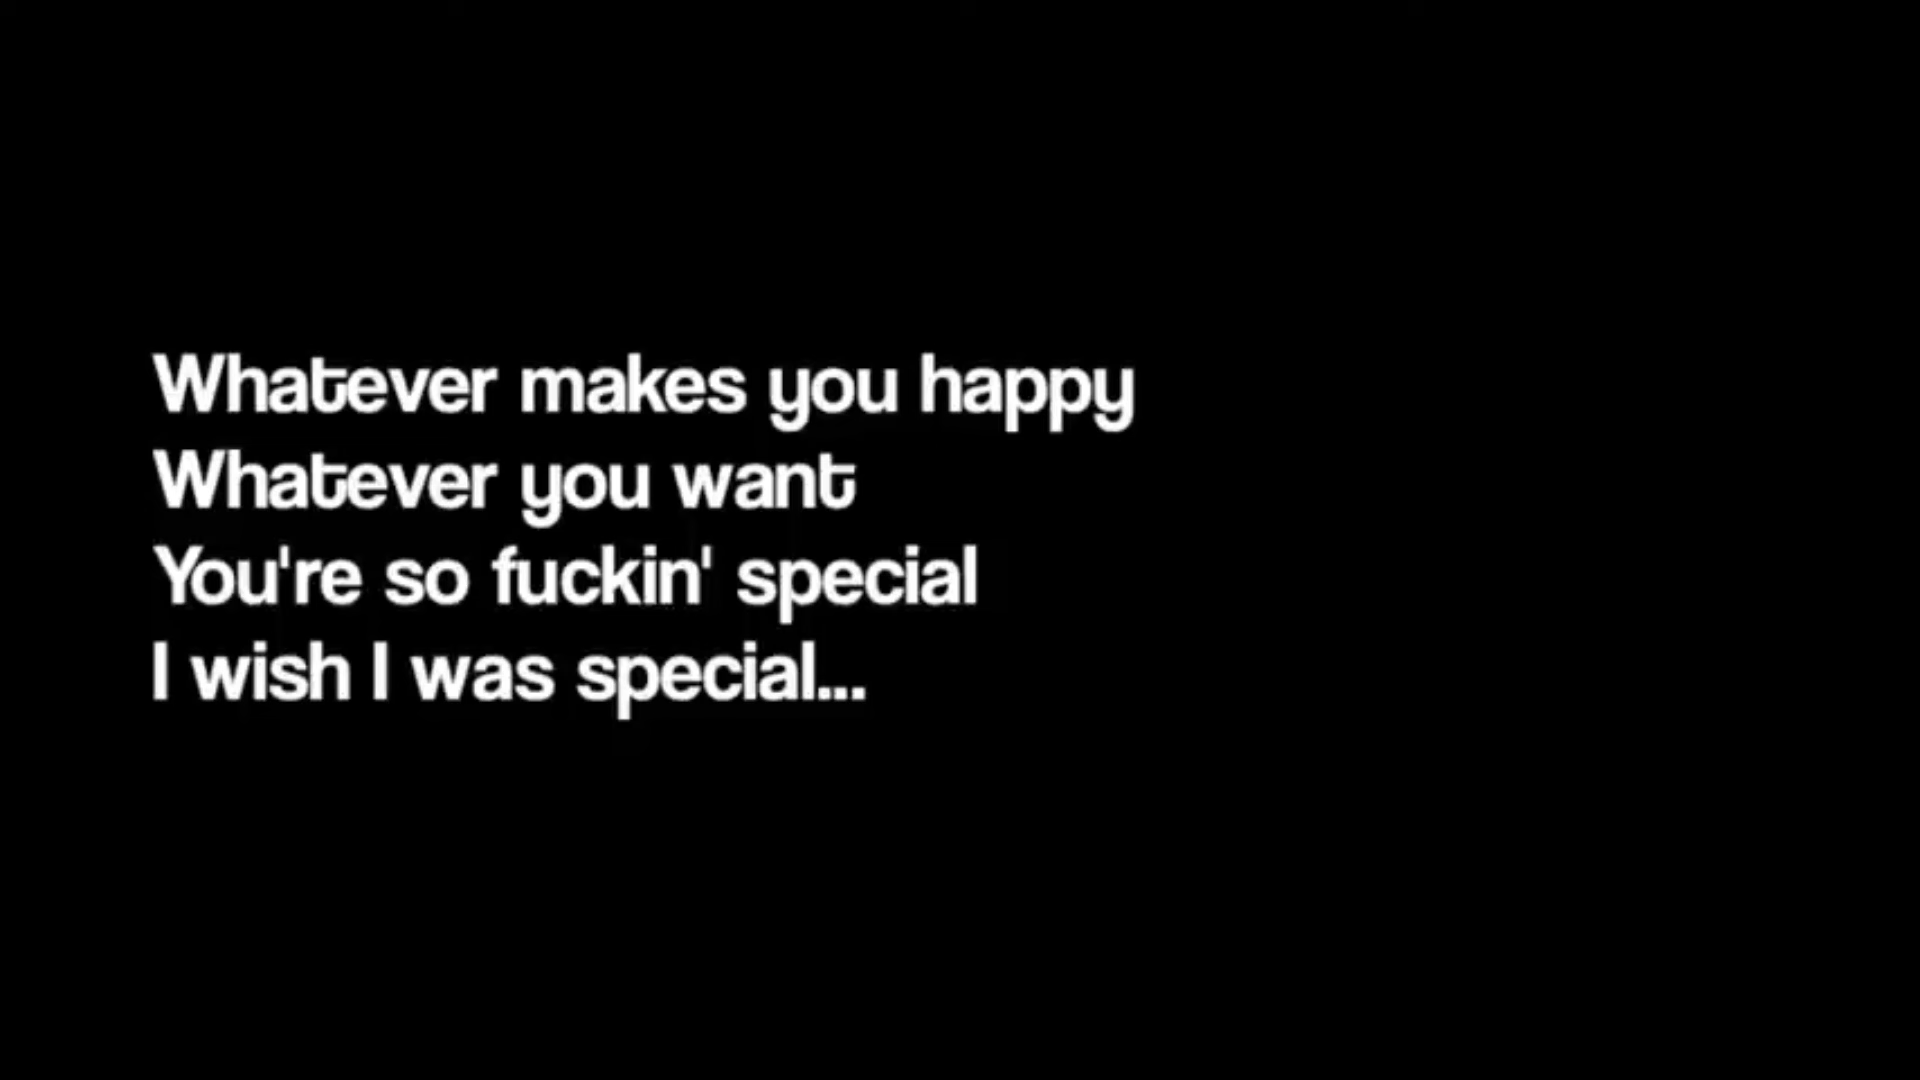 Whatever makes you happy
Whatever you want
You're so fuckin' special
I wish I was special...